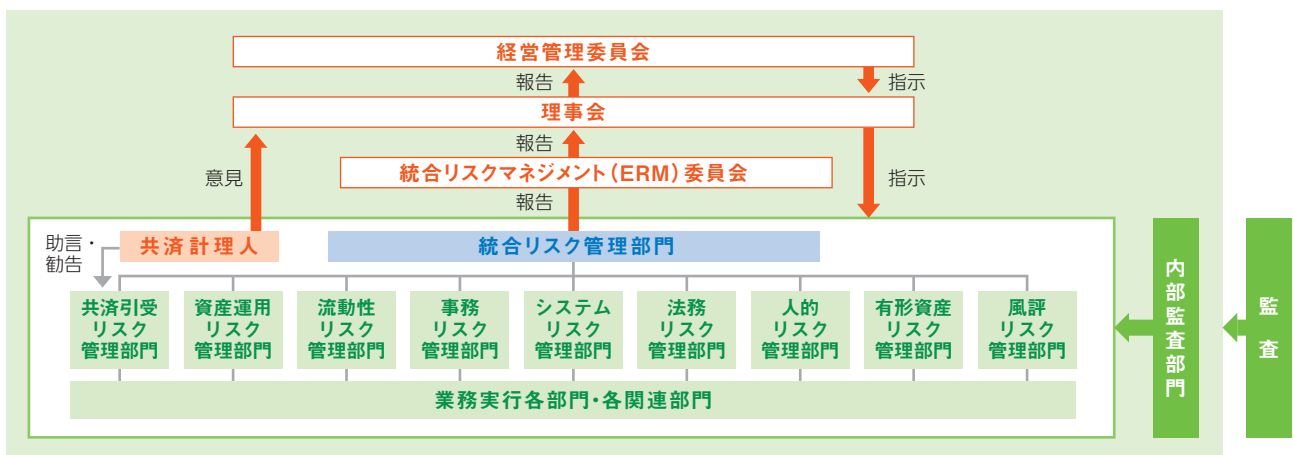 経営管理委員会
報告
指示
理事会
報告
統合リスクマネジメント（ERM）委員会
意見
指示
報告
助言・
勧告
共済計理人
統合リスク管理部門
共済引受
リスク
管理部門
資産運用
リスク
管理部門
流動性
リスク
管理部門
事務
リスク
管理部門
システム
リスク
管理部門
法務
リスク
管理部門
人的
リスク
管理部門
有形資産
リスク
管理部門
風評
リスク
管理部門
業務実行各部門・各関連部門
内部監査部門
監査